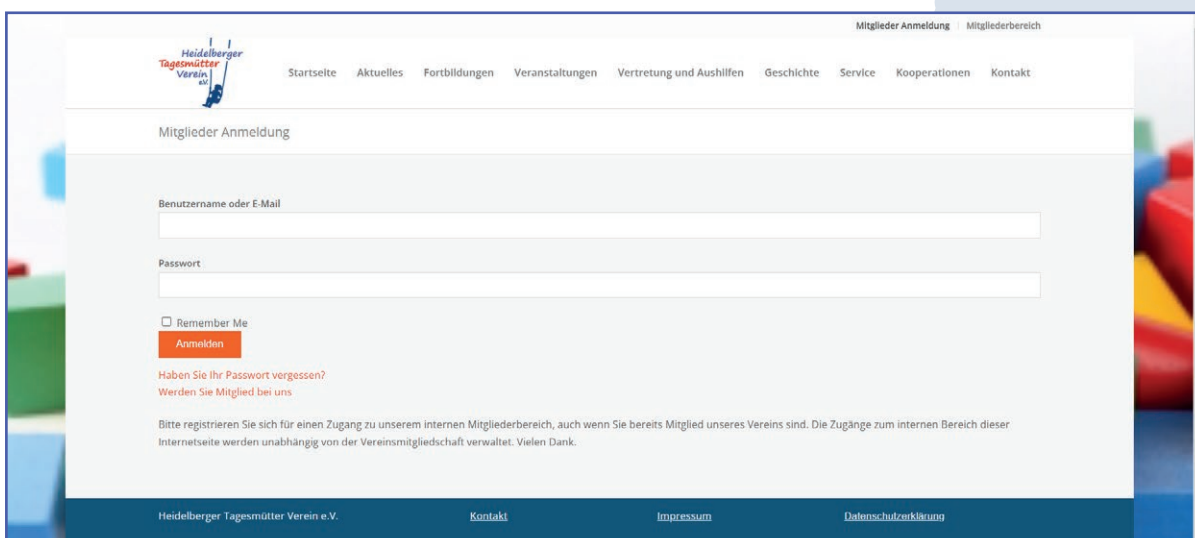 Mitglieder Anmeldung Mitgliederbereich
Heidelberger
Tagesmütter
Verein
e.V.
Startseite Aktuelles Fortbildungen Veranstaltungen Vertretung und Aushilfen Geschichte Service Kooperationen Kontakt
Mitglieder Anmeldung
Benutzername oder E-Mail
Passwort
Remember Me
Anmelden
Haben Sie Ihr Passwort vergessen?
Werden Sie Mitglied bei uns
Bitte registrieren Sie sich für einen Zugang zu unserem internen Mitgliederbereich, auch wenn Sie bereits Mitglied unseres Vereins sind. Die Zugänge zum internen Bereich dieser
Internetseite werden unabhängig von der Vereinsmitgliedschaft verwaltet. Vielen Dank.
Heidelberger Tagesmütter Verein e.V. Kontakt Impressum Datenschutzerklärung